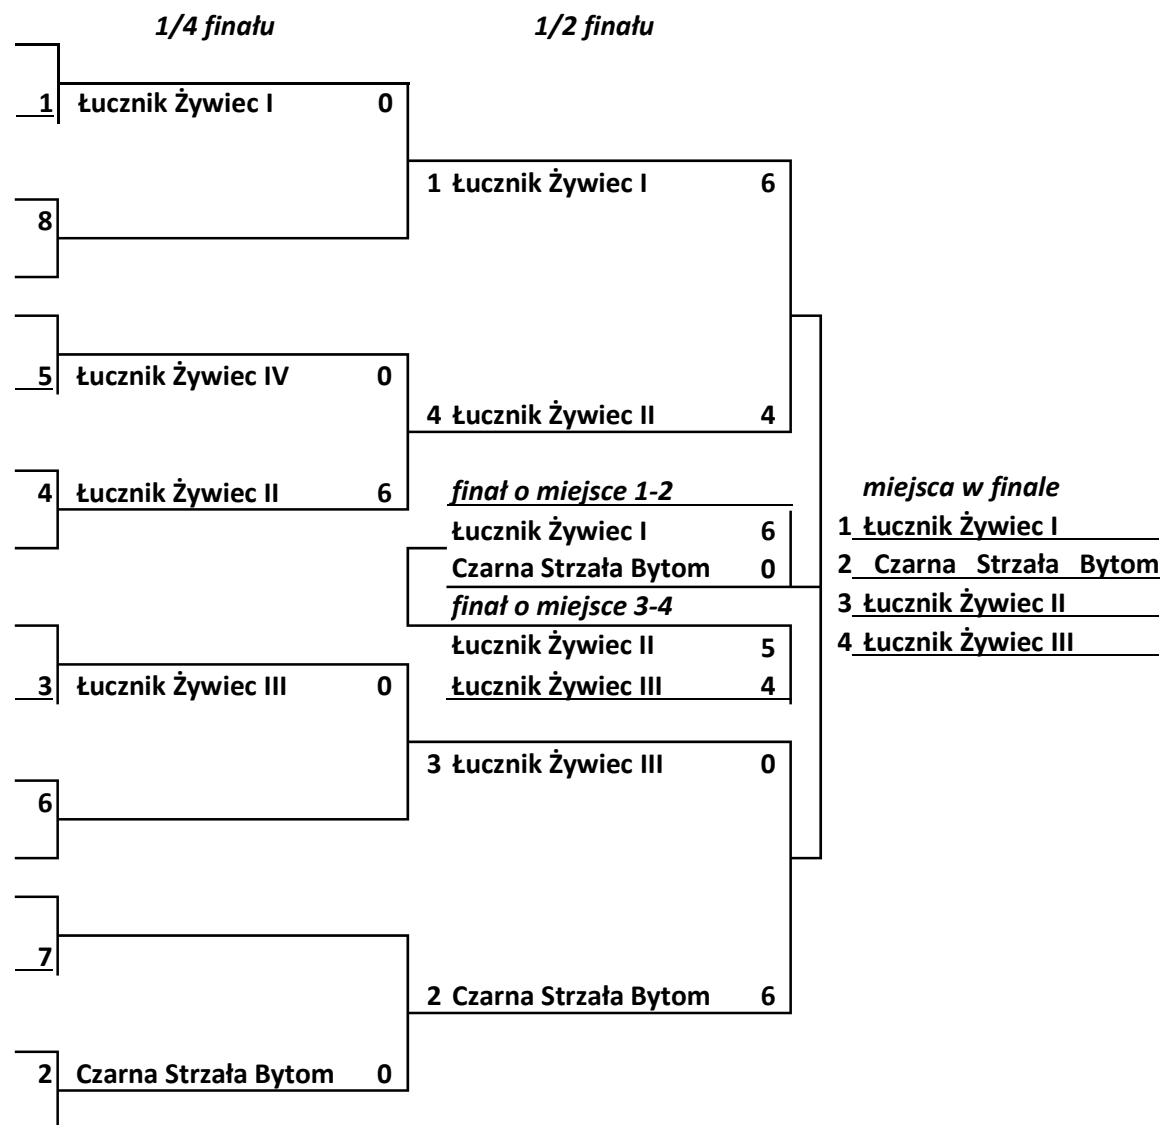 1/4 finału 1/2 finału
1 Łucznik Żywiec I 0
1 Łucznik Żywiec I 6
8
5 Łucznik Żywiec IV 0
4 Łucznik Żywiec II 4
4 Łucznik Żywiec II 6
finał o miejsce 1-2
Łucznik Żywiec I 6
Czarna Strzała Bytom 0
finał o miejsce 3-4
Łucznik Żywiec II 5
Łucznik Żywiec III 4
miejsca w finale
1 Łucznik Żywiec I
2 Czarna Strzała Bytom
3 Łucznik Żywiec II
4 Łucznik Żywiec III
3 Łucznik Żywiec III 0
3 Łucznik Żywiec III 0
6
7
2 Czarna Strzała Bytom 6
2 Czarna Strzała Bytom 0